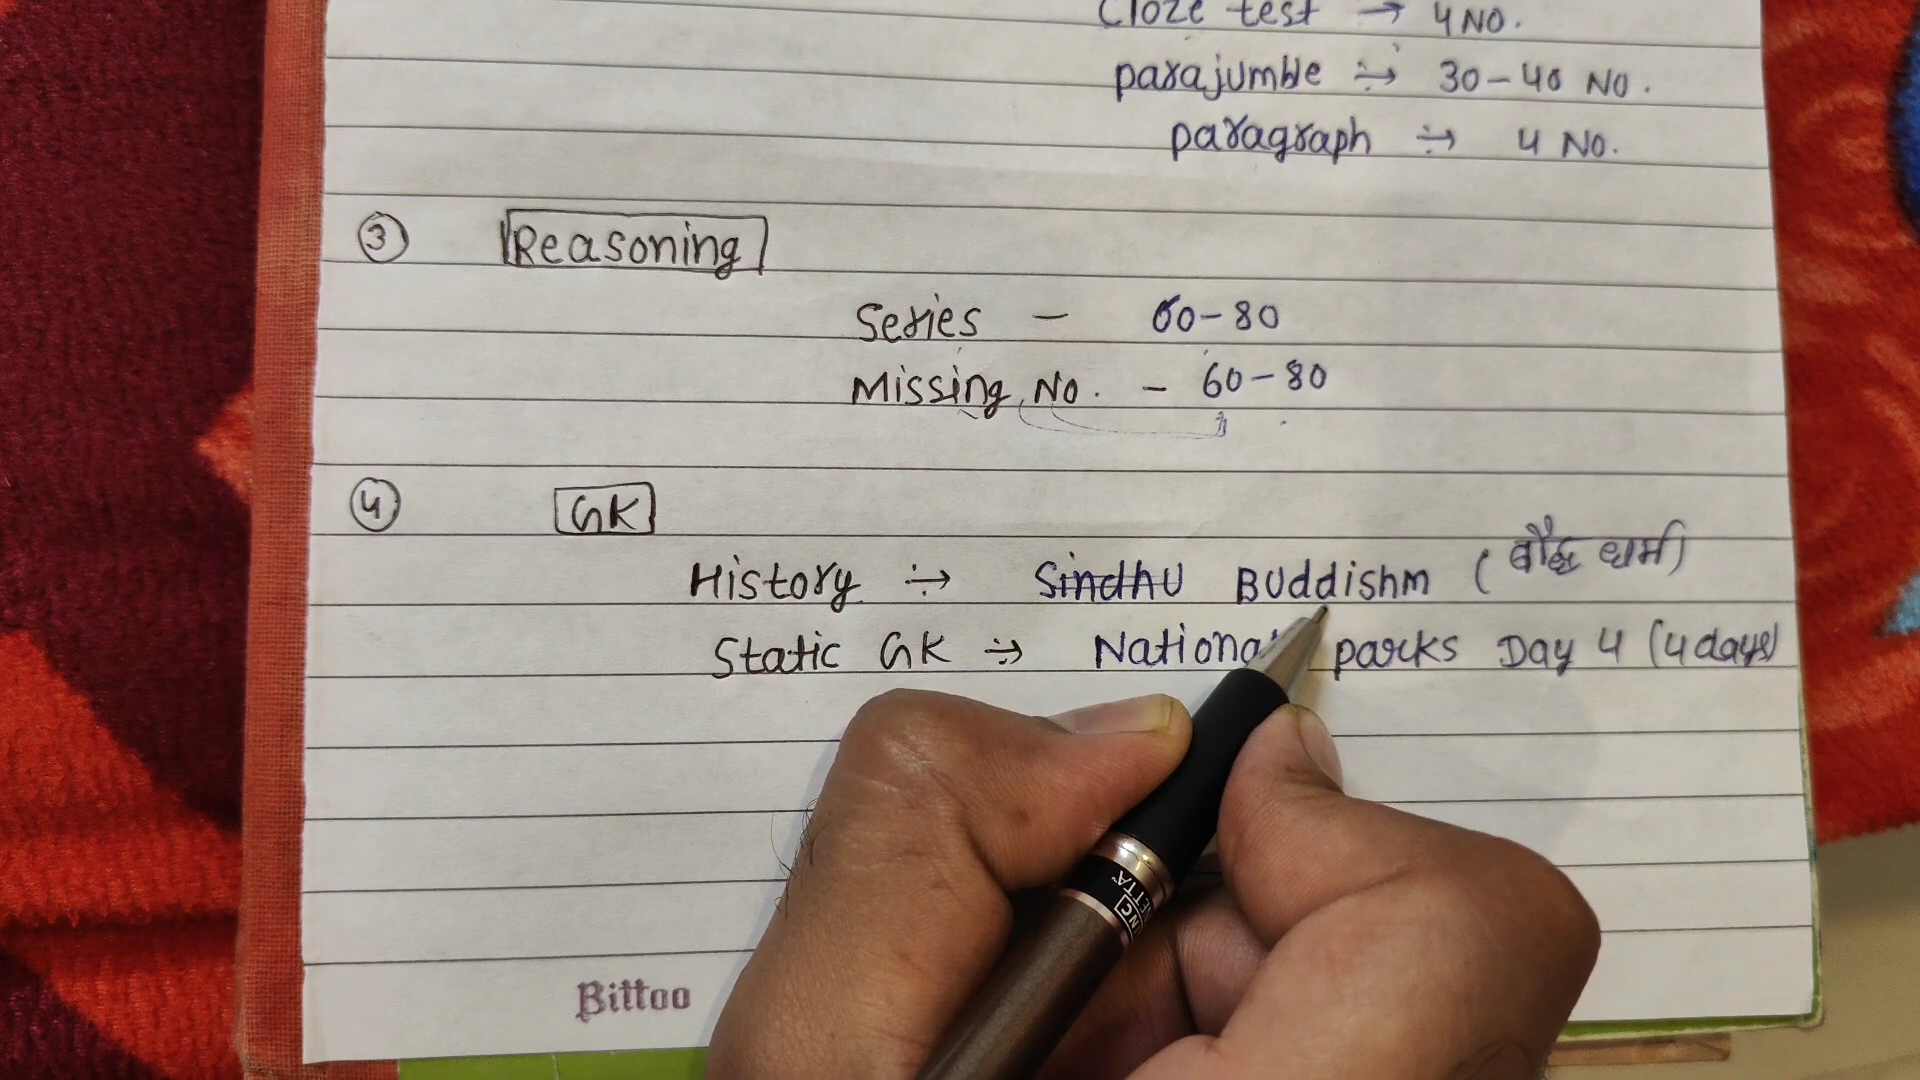 Cloze test → 4 NO.
parajumble ÷→ 30-40 NO.
paragraph ÷→ 4 NO.
③ Reasoning
Series - 60-80
Missing No. - 60-80
④ GK
History ÷→ Sindhu Buddishm (बौद्ध धर्म)
Static GK ÷→ National parks Day 4 (4 days)
Bittoo